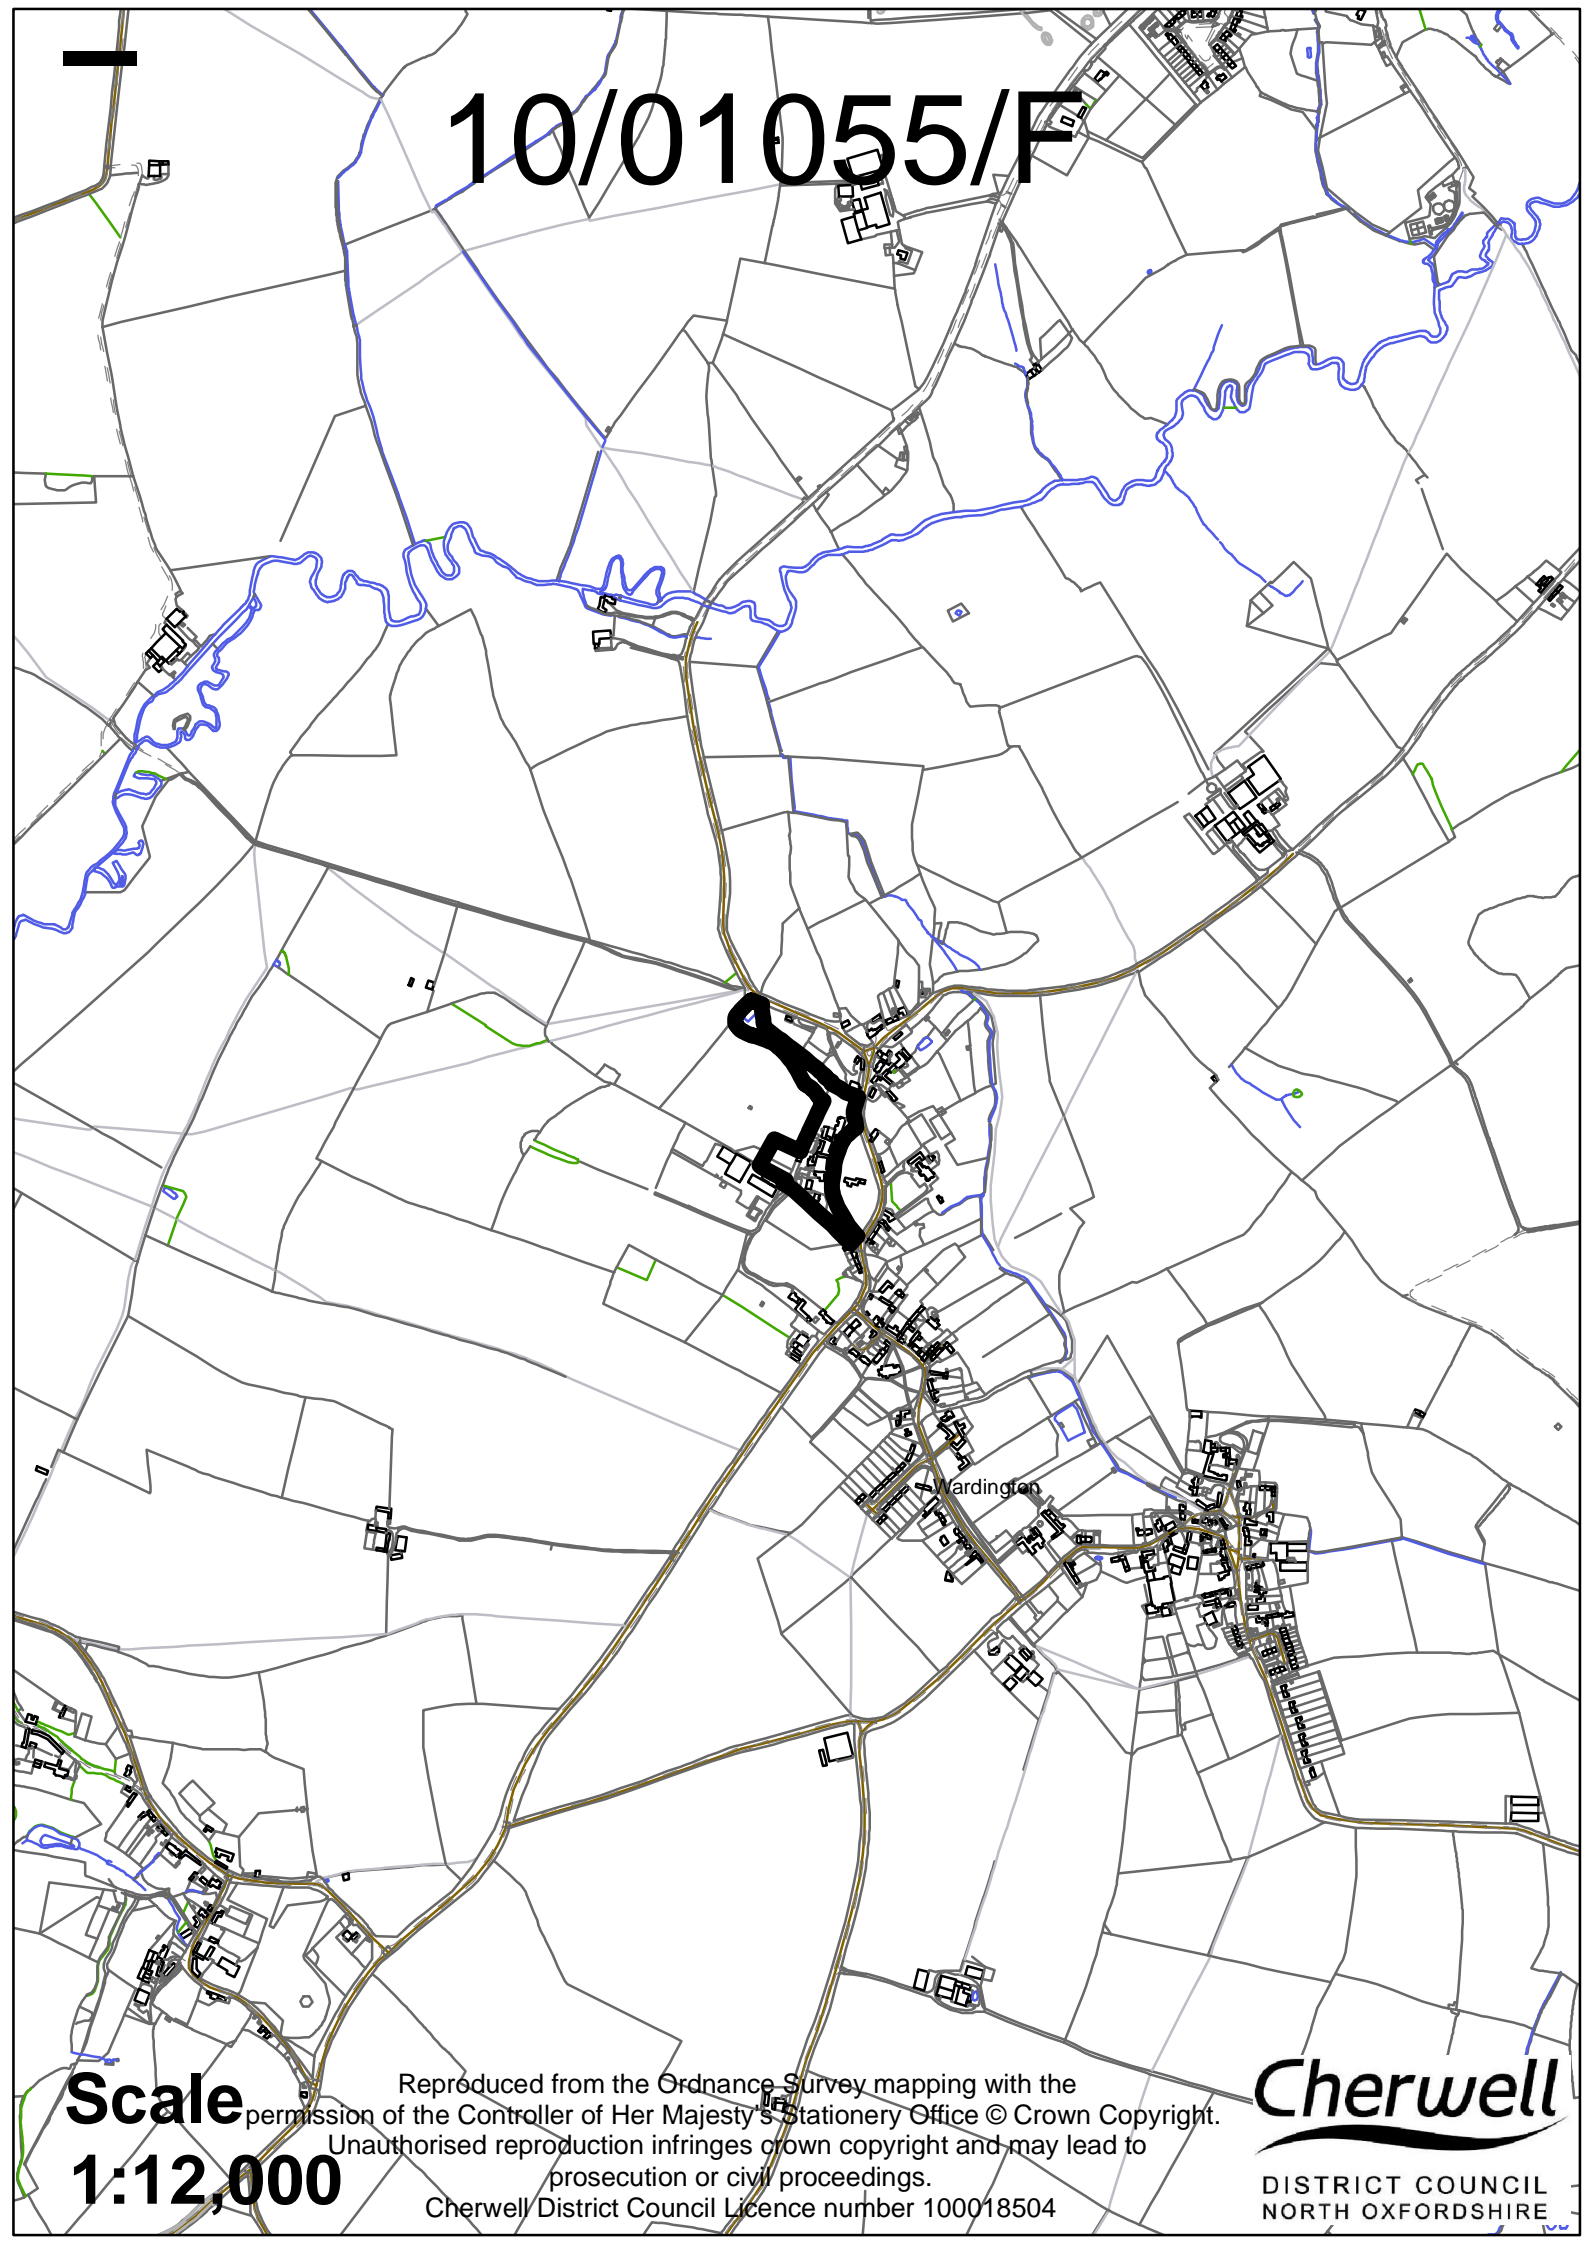 10/01055/F
Wardington
Scale
1:12,000
Reproduced from the Ordnance Survey mapping with the
permission of the Controller of Her Majesty's Stationery Office © Crown Copyright.
Unauthorised reproduction infringes crown copyright and may lead to
prosecution or civil proceedings.
Cherwell District Council Licence number 100018504
Cherwell
DISTRICT COUNCIL
NORTH OXFORDSHIRE